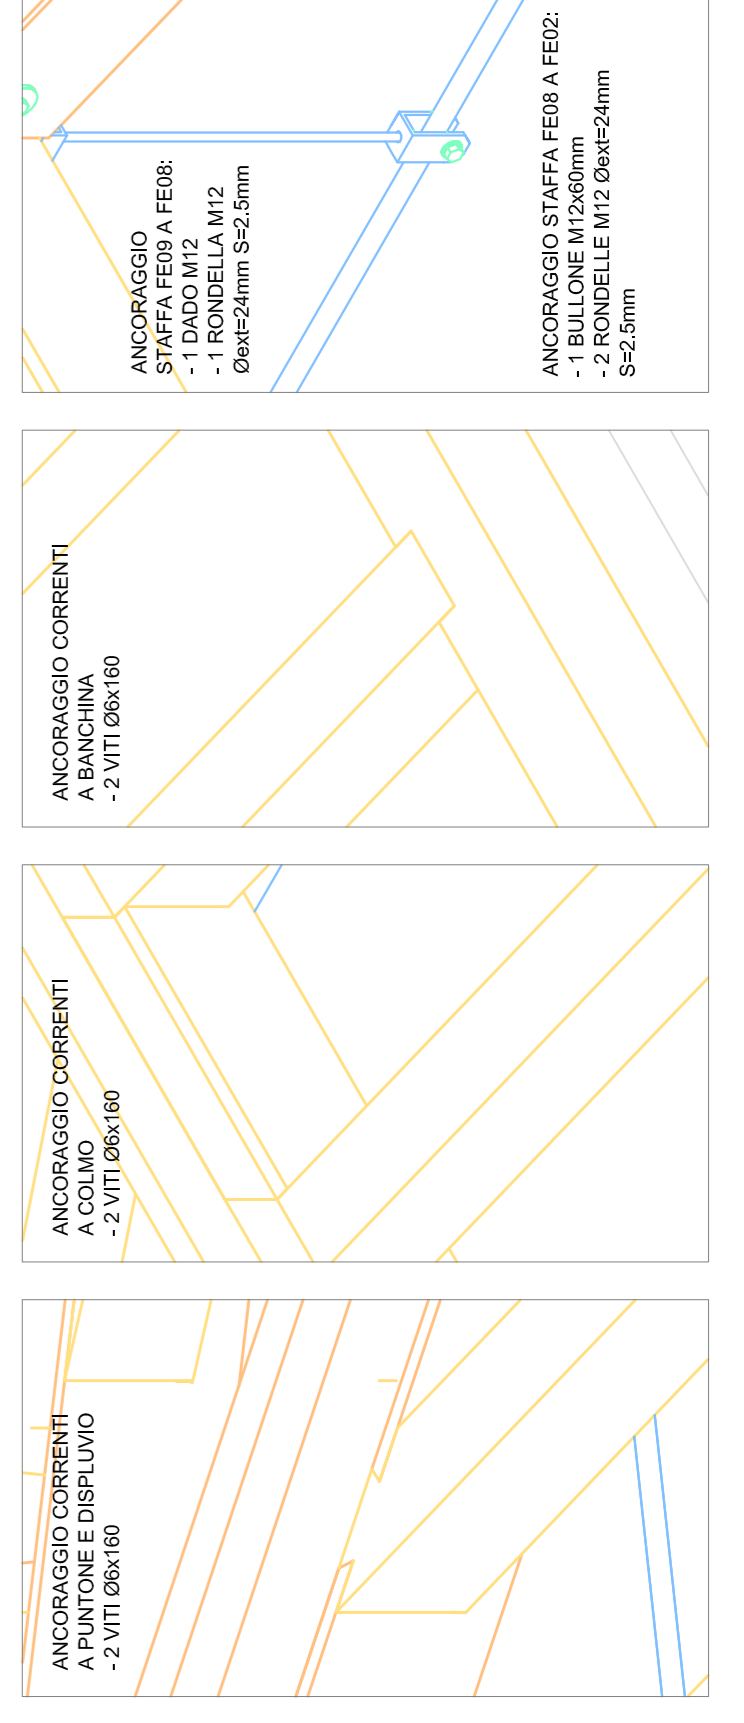 ANCORAGGIO CORRENTI
A PUNTONE E DISPLUVIO
- 2 VITI Ø6x160
ANCORAGGIO CORRENTI
A COLMO
- 2 VITI Ø6x160
ANCORAGGIO CORRENTI
A BANCHINA
- 2 VITI Ø6x160
ANCORAGGIO
STAFFA FE09 A FE08:
- 1 DADO M12
- 1 RONDELLA M12
Øext=24mm S=2.5mm
ANCORAGGIO STAFFA FE08 A FE02:
- 1 BULLONE M12x60mm
- 2 RONDELLE M12 Øext=24mm
S=2.5mm